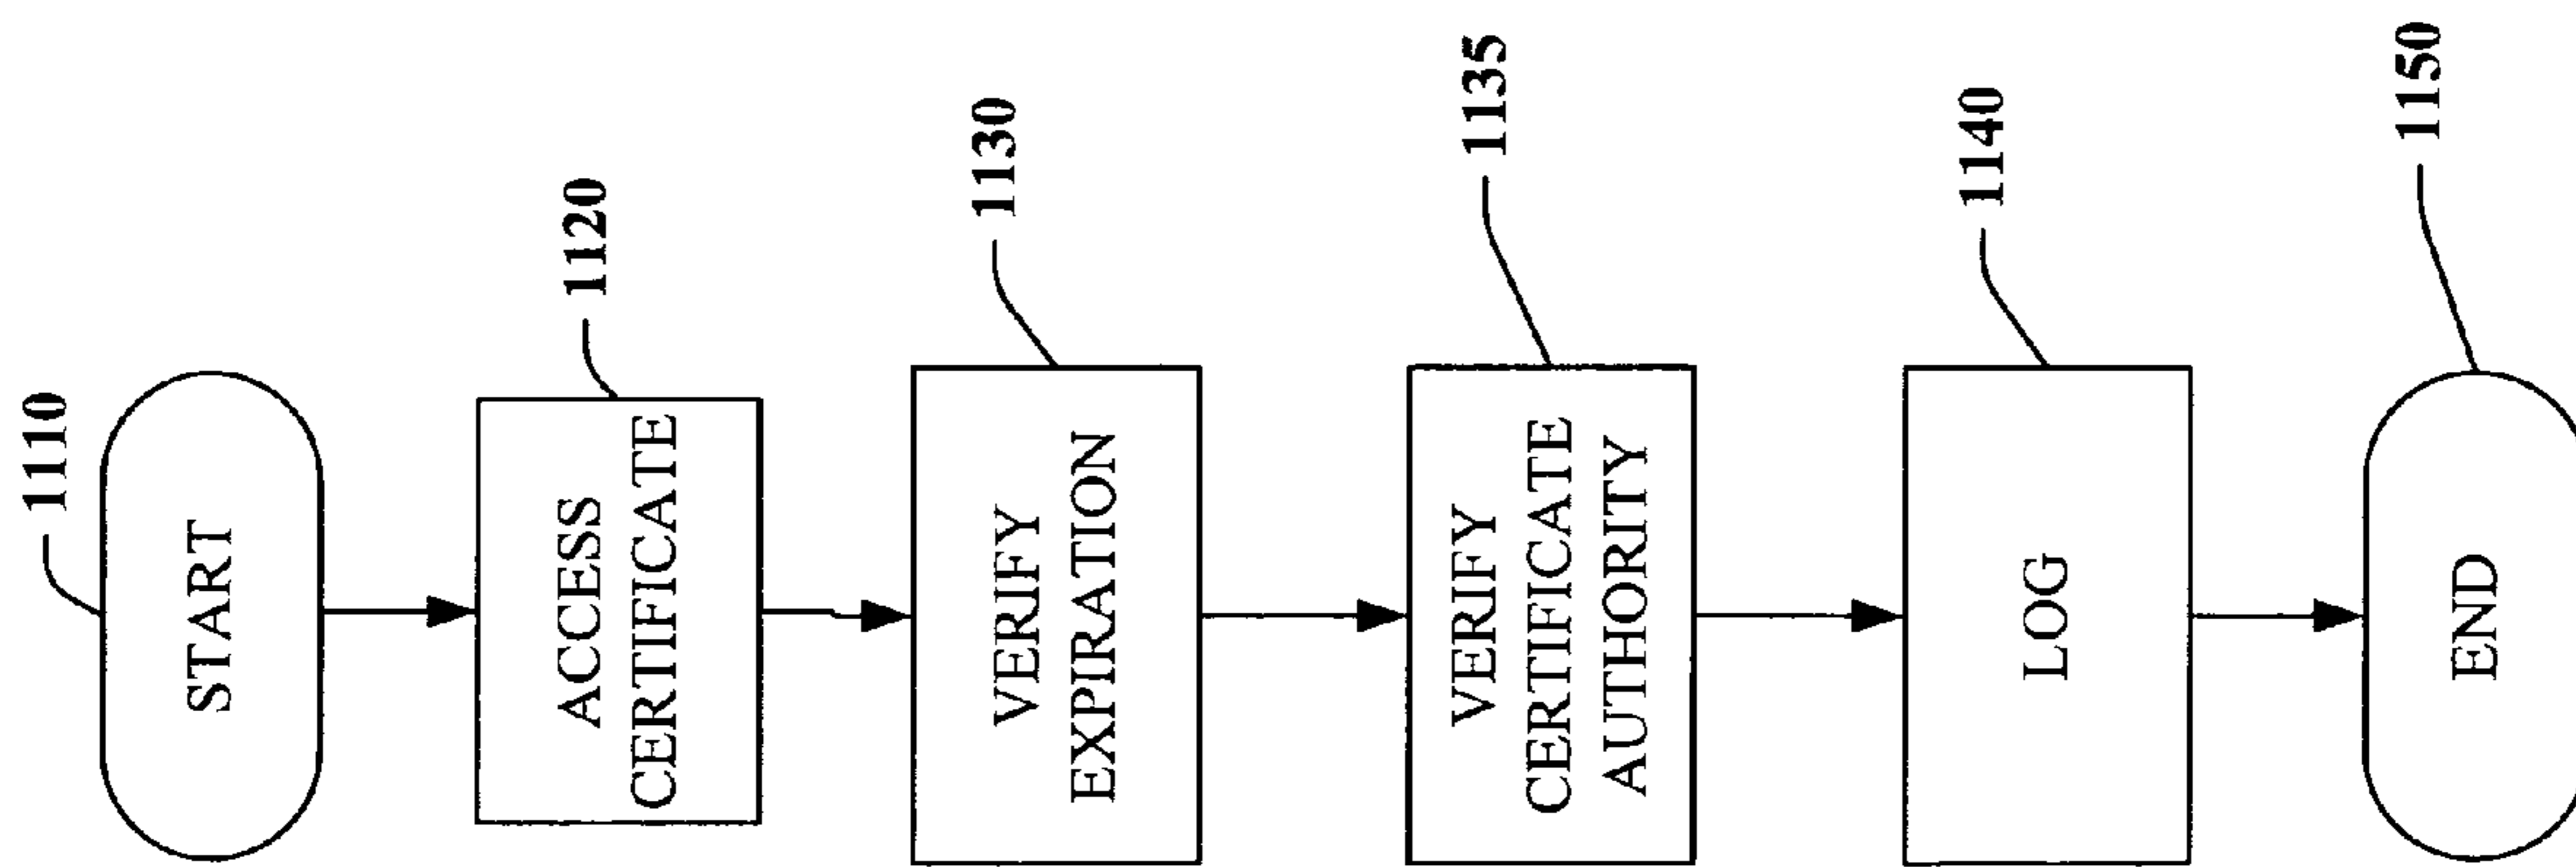 1110
START
1120
ACCESS
CERTIFICATE
1130
VERIFY
EXPIRATION
1135
VERIFY
CERTIFICATE
AUTHORITY
1140
LOG
1150
END